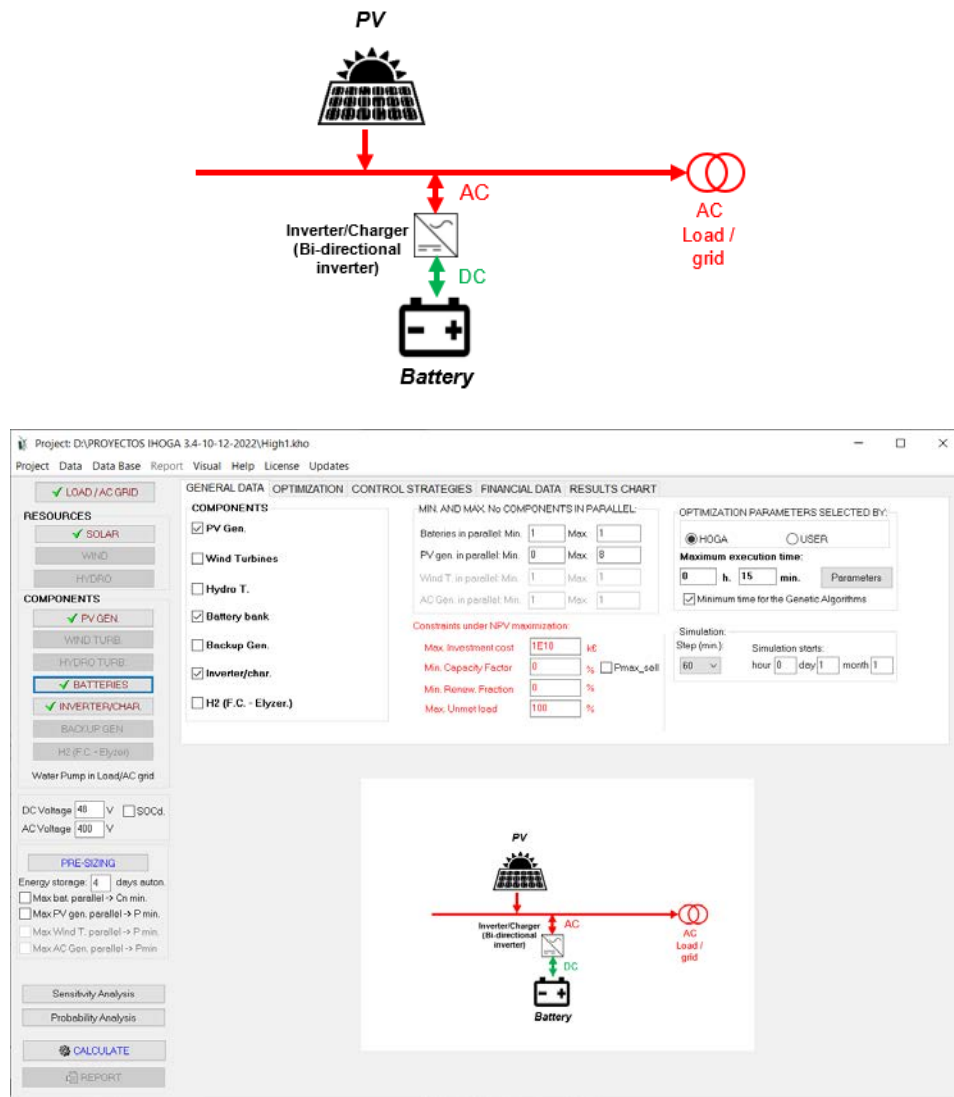 PV
AC
Inverter/Charger
(Bi-directional
inverter)
DC
Battery
AC
Load /
grid
Project: D:\PROYECTOS IHOGA 3.4-10-12-2022\High1.kho
Project Data Data Base Report Visual Help License Updates
LOAD / AC GRID
RESOURCES
SOLAR
WIND
HYDRO
COMPONENTS
PV GEN.
WIND TURB.
HYDRO TURB.
BATTERIES
INVERTER/CHAR.
BACKUP GEN
H2 (F.C. - Elyzer)
Water Pump in Load/AC grid
DC Voltage 48 V SOCd.
AC Voltage 400 V
PRE-SIZING
Energy storage: 4 days auton.
Max bat. parallel -> Cn min.
Max PV gen. parallel -> P min.
Max Wind T. parallel -> P min.
Max AC Gen. parallel -> Pmin
Sensitivity Analysis
Probability Analysis
CALCULATE
REPORT
GENERAL DATA OPTIMIZATION CONTROL STRATEGIES FINANCIAL DATA RESULTS CHART
COMPONENTS
PV Gen.
Wind Turbines
Hydro T.
Battery bank
Backup Gen.
Inverter/char.
H2 (F.C. - Elyzer.)
MIN. AND MAX. No COMPONENTS IN PARALLEL:
Bateries in parallel: Min. 1 Max. 1
PV gen. in parallel: Min. 0 Max. 8
Wind T. in parallel: Min. 1 Max. 1
AC Gen. in parallel: Min. 1 Max. 1
Constraints under NPV maximization:
Max. Investment cost 1E10 k€
Min. Capacity Factor 0 % Pmax_sell
Min. Renew. Fraction 0 %
Max. Unmet load 100 %
OPTIMIZATION PARAMETERS SELECTED BY:
HOGA USER
Maximum execution time:
0 h. 15 min. Parameters
Minimum time for the Genetic Algorithms
Simulation:
Step (min.): Simulation starts:
60 hour 0 day 1 month 1
PV
AC
Inverter/Charger
(Bi-directional
inverter)
DC
Battery
AC
Load /
grid